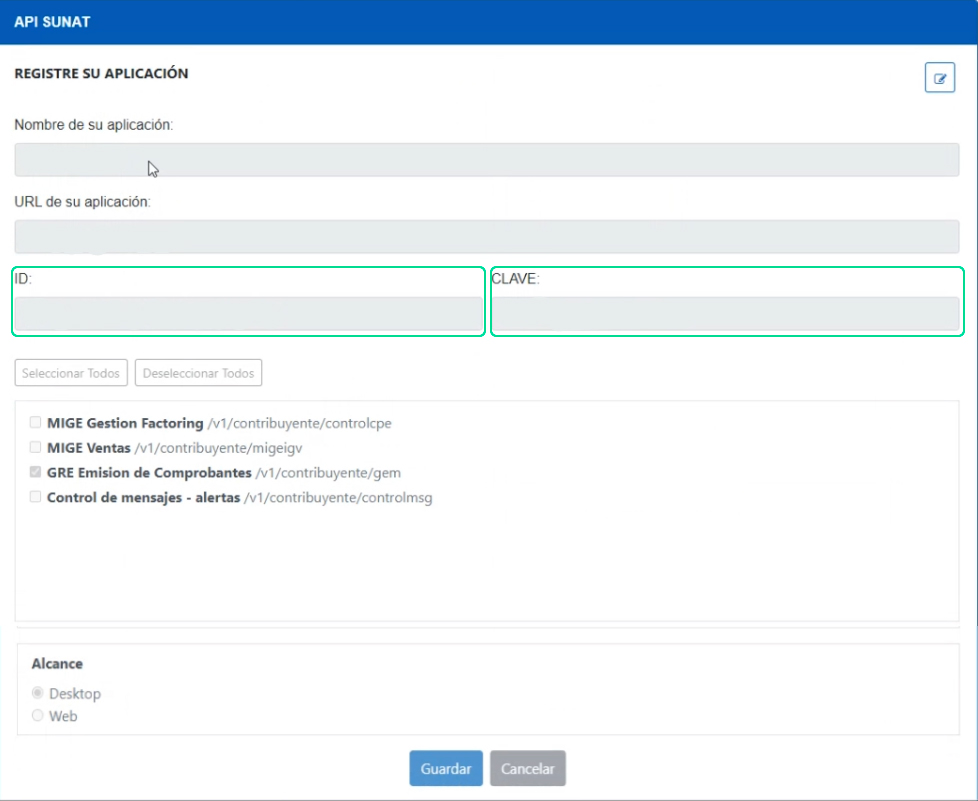 API SUNAT
REGISTRE SU APLICACIÓN
Nombre de su aplicación:
URL de su aplicación:
ID:
CLAVE:
Seleccionar Todos
Deseleccionar Todos
MIGE Gestion Factoring /v1/contribuyente/controlcpe
MIGE Ventas /v1/contribuyente/migeigv
GRE Emision de Comprobantes /v1/contribuyente/gem
Control de mensajes - alertas /v1/contribuyente/controlmsg
Alcance
Desktop
Web
Guardar
Cancelar